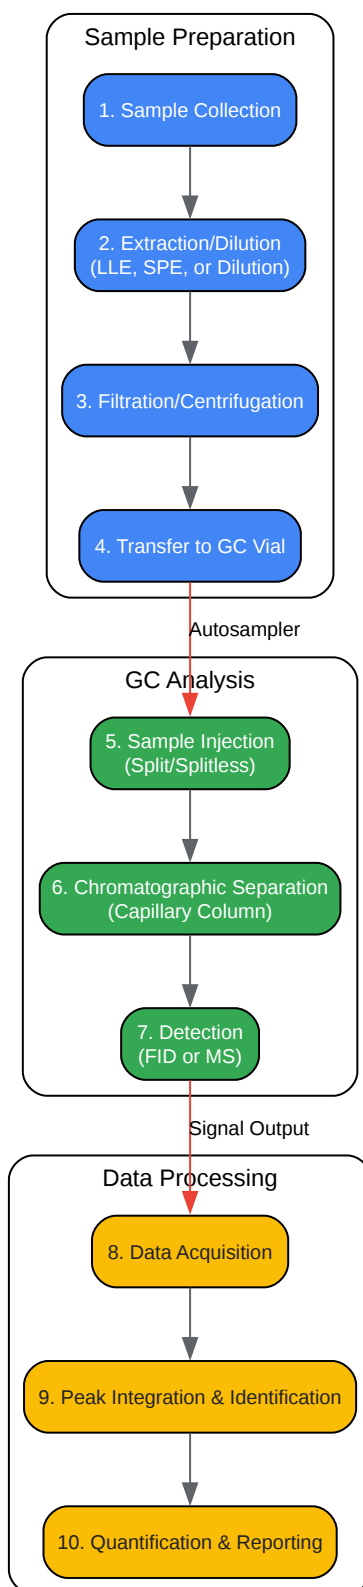 Sample Preparation
1. Sample Collection
2. Extraction/Dilution
(LLE, SPE, or Dilution)
3. Filtration/Centrifugation
4. Transfer to GC Vial
Autosampler
GC Analysis
5. Sample Injection
(Split/Splitless)
6. Chromatographic Separation
(Capillary Column)
7. Detection
(FID or MS)
Signal Output
Data Processing
8. Data Acquisition
9. Peak Integration & Identification
10. Quantification & Reporting